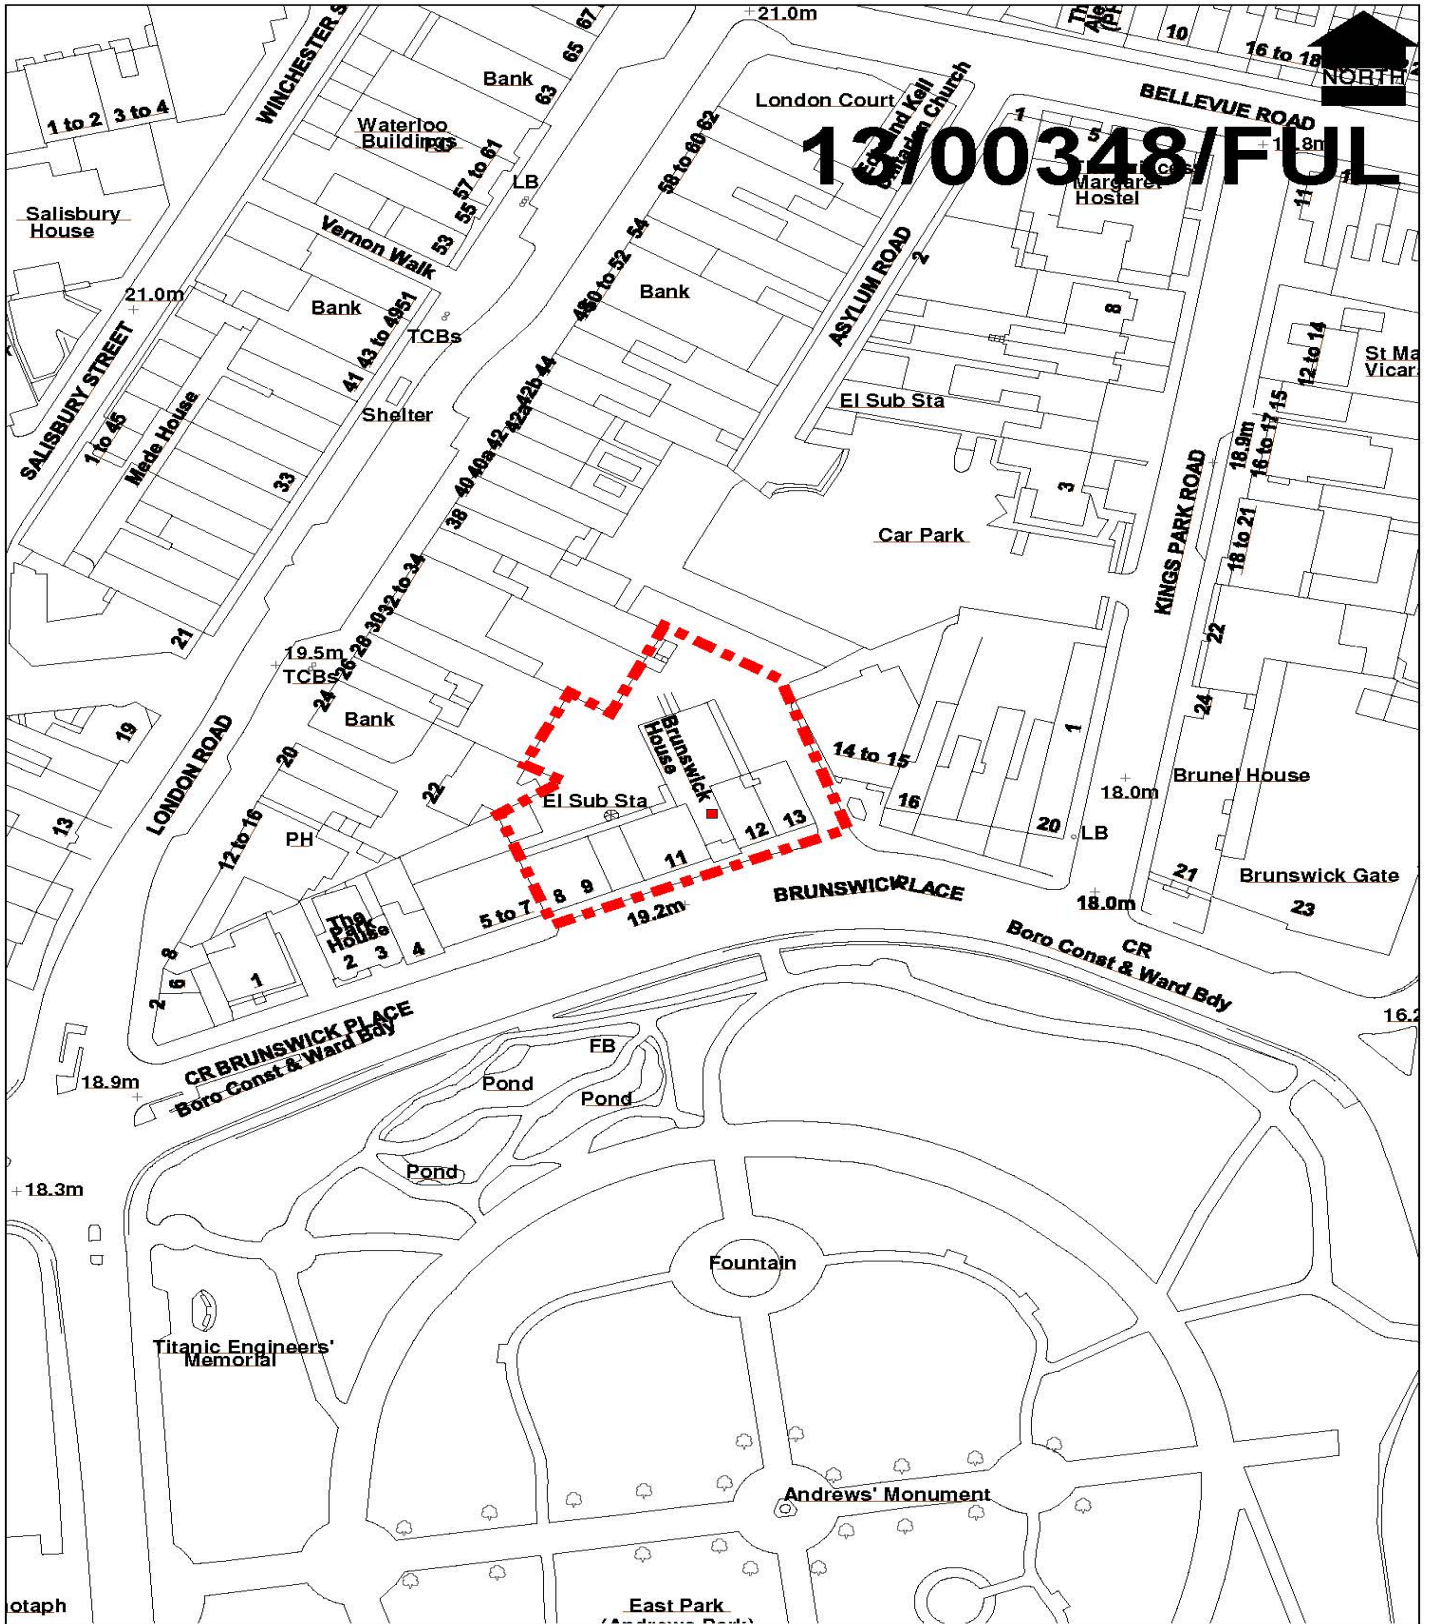 21.0m
WINCHESTER S
67
65
Bank
63
10
16 to 18
NORTH
1 to 2
3 to 4
Waterloo
Buildings
57 to 61
LB
55
53
London Court
58 to 60
62
BELLEVUE ROAD
13/00348/FUL
1
5
Margaret
Hostel
11
Salisbury
House
Vernon Walk
54
50 to 52
Bank
ASYLUM ROAD
2
8
21.0m
Bank
51
43 to 49
41
TCBs
Shelter
44
42b
42a
42
40a
40
38
El Sub Sta
12 to 14
St Ma
Vicar
SALISBURY STREET
1 to 45
Mede House
33
15
16 to 17
18.9m
3
Car Park
KINGS PARK ROAD
18 to 21
32 to 34
30
28
26
24
21
19.5m
TCBs
22
24
Bank
19
20
22
LONDON ROAD
13
12 to 16
PH
Brunswick
House
El Sub Sta
14 to 15
16
1
18.0m
Brunel House
20
LB
12
13
11
9
8
5 to 7
19.2m
BRUNSWICK PLACE
21
Brunswick Gate
23
18.0m
The
Park
House
2
3
4
8
6
2
1
CR
Boro Const & Ward Bdy
CR BRUNSWICK PLACE
Boro Const & Ward Bdy
16.2
18.9m
FB
Pond
Pond
Pond
18.3m
Fountain
Titanic Engineers'
Memorial
Andrews' Monument
otaph
East Park
(Andrews Park)